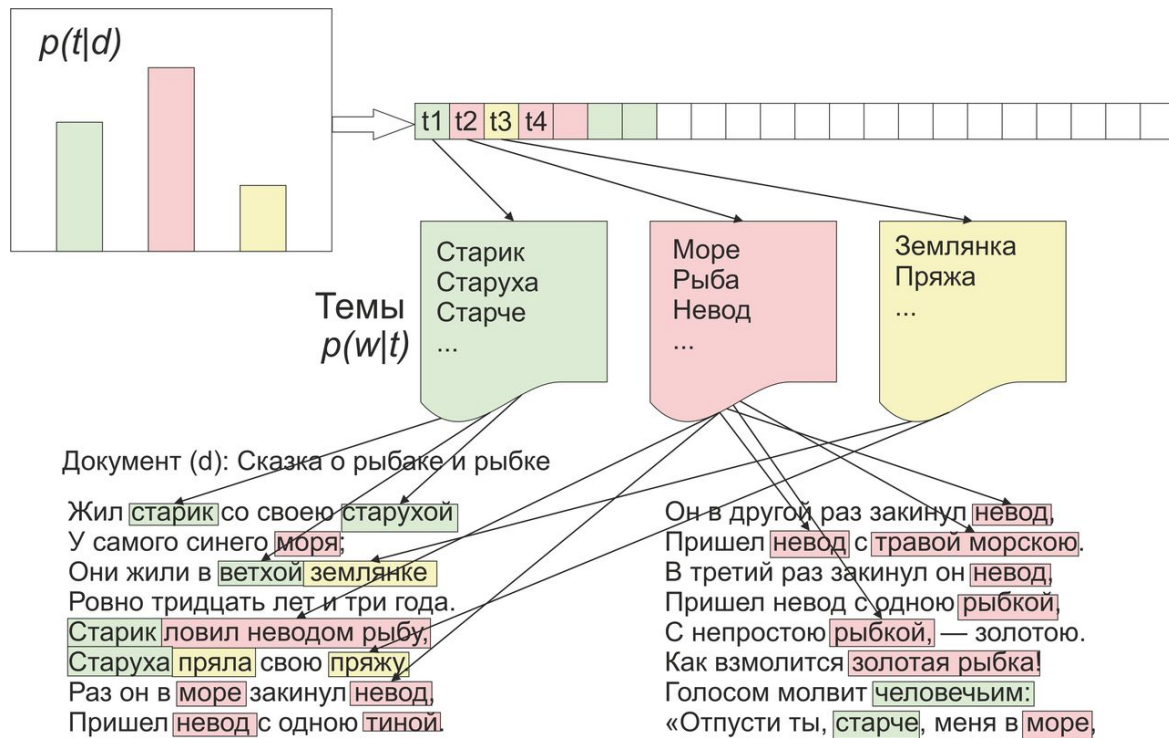 p(t|d)
t1 t2 t3 t4
Старик
Старуха
Старче
...
Море
Рыба
Невод
...
Землянка
Пряжа
...
Темы
p(w|t)
Документ (d): Сказка о рыбаке и рыбке
Жил старик со своею старухой
У самого синего моря;
Они жили в ветхой землянке
Ровно тридцать лет и три года.
Старик ловил неводом рыбу,
Старуха пряла свою пряжу
Раз он в море закинул невод,
Пришел невод с одною тиной.
Он в другой раз закинул невод,
Пришел невод с травой морскою.
В третий раз закинул он невод,
Пришел невод с одною рыбкой,
С непростою рыбкой, — золотою.
Как взмолится золотая рыбка!
Голосом молвит человечьим:
«Отпусти ты, старче, меня в море,